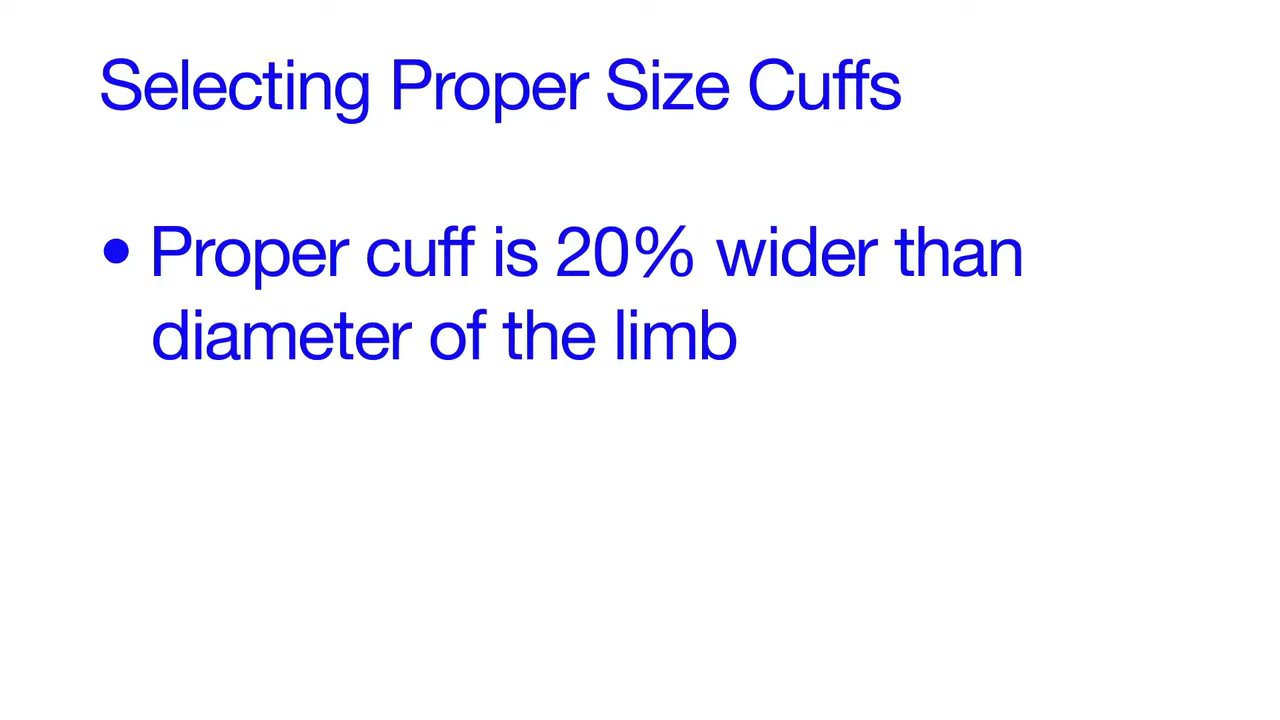 Selecting Proper Size Cuffs
• Proper cuff is 20% wider than
diameter of the limb